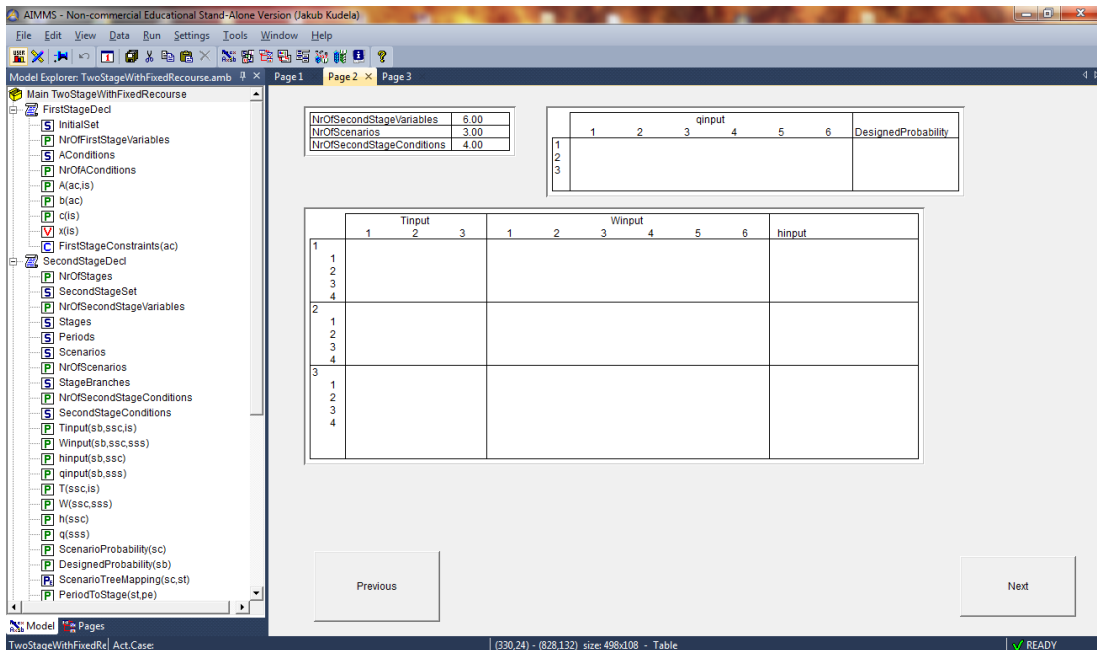 AIMMS - Non-commercial Educational Stand-Alone Version (Jakub Kudela)
File Edit View Data Run Settings Tools Window Help
Model Explorer: TwoStageWithFixedRecourse.amb
Page 1 Page 2 Page 3
Main TwoStageWithFixedRecourse
FirstStageDecl
S InitialSet
P NrOfFirstStageVariables
S AConditions
P NrOfAConditions
P A(ac,is)
P b(ac)
P c(is)
V x(is)
C FirstStageConstraints(ac)
SecondStageDecl
P NrOfStages
S SecondStageSet
P NrOfSecondStageVariables
S Stages
S Periods
S Scenarios
P NrOfScenarios
S StageBranches
P NrOfSecondStageConditions
S SecondStageConditions
P Tinput(sb,ssc,is)
P Winput(sb,ssc,sss)
P hinput(sb,ssc)
P qinput(sb,sss)
P T(ssc,is)
P W(ssc,sss)
P h(ssc)
P q(sss)
P ScenarioProbability(sc)
P DesignedProbability(sb)
P ScenarioTreeMapping(sc,st)
P PeriodToStage(st,pe)
Model Pages
NrOfSecondStageVariables 6.00
NrOfScenarios 3.00
NrOfSecondStageConditions 4.00
qinput
1 2 3 4 5 6 DesignedProbability
1
2
3
Tinput Winput
1 2 3 1 2 3 4 5 6 hinput
1
1
2
3
4
2
1
2
3
4
3
1
2
3
4
Previous
Next
TwoStageWithFixedRe Act.Case: (330,24) - (828,132) size: 498x108 - Table READY